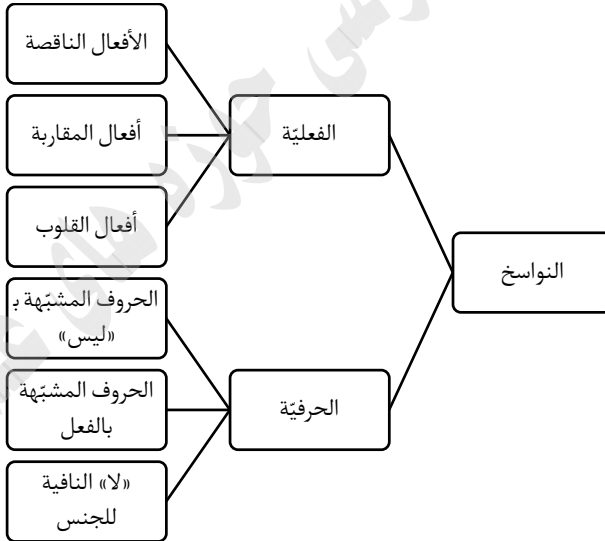 النواسخ
الفعليّة
الأفعال الناقصة
أفعال المقاربة
أفعال القلوب
الحرفيّة
الحروف المشبّهة بـ
«ليس»
الحروف المشبّهة
بالفعل
«لا» النافية
للجنس